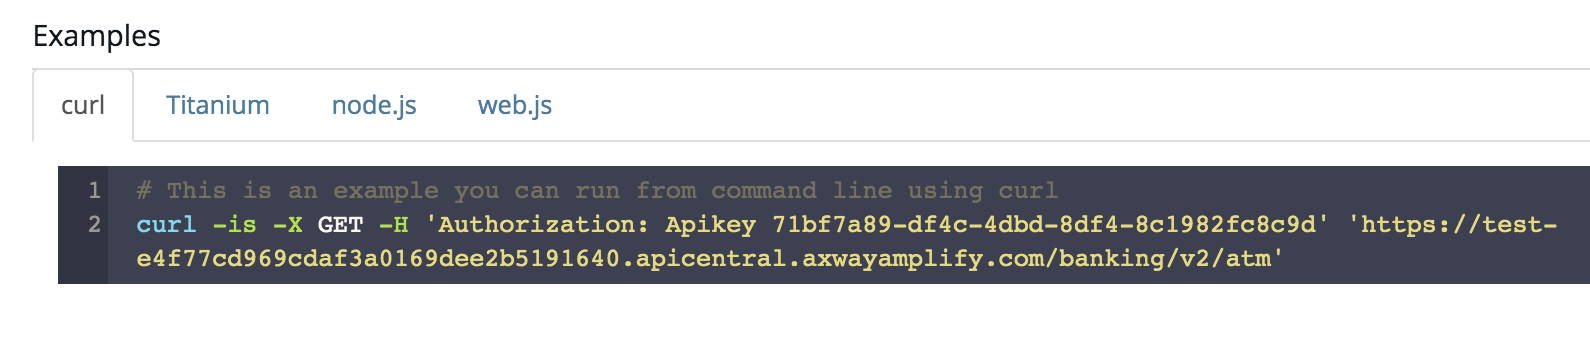 Examples
curl Titanium node.js web.js
1 # This is an example you can run from command line using curl
2 curl -is -X GET -H 'Authorization: Apikey 71bf7a89-df4c-4dbd-8df4-8c1982fc8c9d' 'https://test-
e4f77cd969cdaf3a0169dee2b5191640.apicentral.axwayamplify.com/banking/v2/atm'